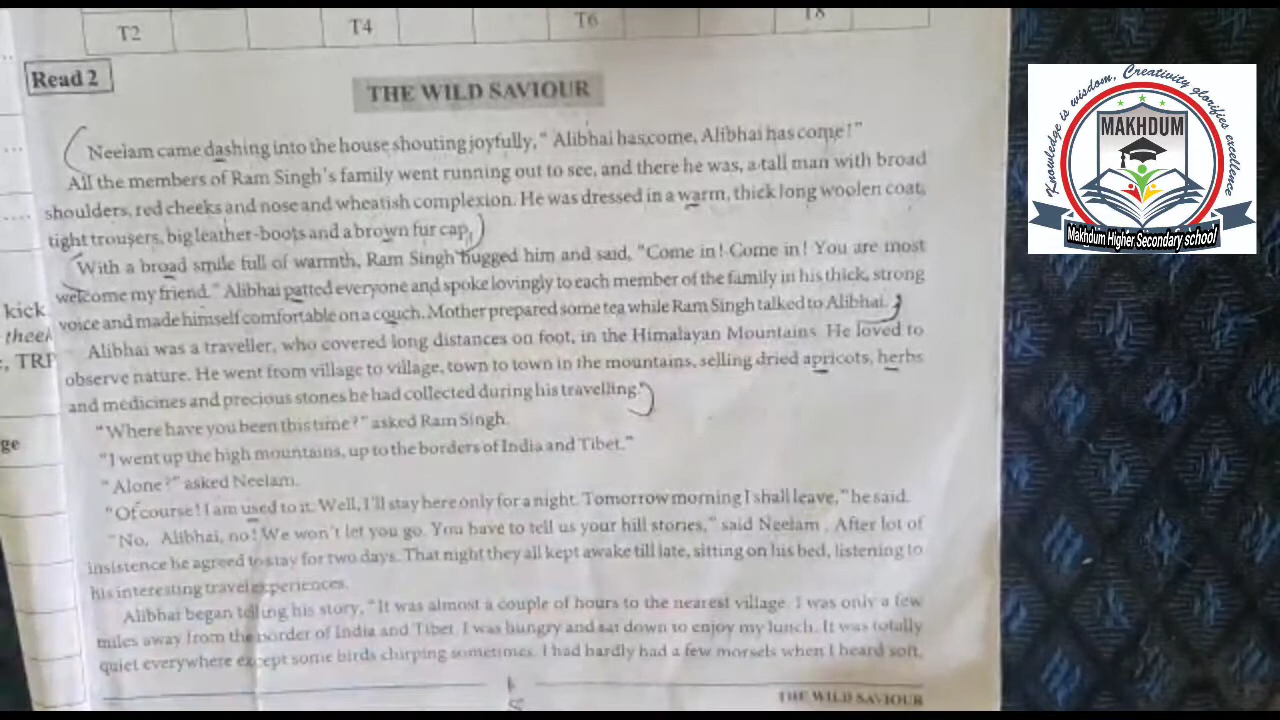 T2 T4 T6 T8
Read 2
THE WILD SAVIOUR
Neelam came dashing into the house shouting joyfully, “ Alibhai has come, Alibhai has come!”
All the members of Ram Singh's family went running out to see, and there he was, a tall man with broad
shoulders, red cheeks and nose and wheatish complexion. He was dressed in a warm, thick long woolen coat,
tight trousers, big leather-boots and a brown fur cap.
With a broad smile full of warmth, Ram Singh hugged him and said, “Come in! Come in! You are most
welcome my friend.” Alibhai patted everyone and spoke lovingly to each member of the family in his thick, strong
voice and made himself comfortable on a couch. Mother prepared some tea while Ram Singh talked to Alibhai.
Alibhai was a traveller, who covered long distances on foot, in the Himalayan Mountains. He loved to
observe nature. He went from village to village, town to town in the mountains, selling dried apricots, herbs
and medicines and precious stones he had collected during his travelling.
“Where have you been this time?” asked Ram Singh.
“I went up the high mountains, up to the borders of India and Tibet.”
“ Alone?” asked Neelam.
“Of course! I am used to it. Well, I'll stay here only for a night. Tomorrow morning I shall leave,” he said.
“No, Alibhai, no! We won't let you go. You have to tell us your hill stories,” said Neelam . After lot of
insistence he agreed to stay for two days. That night they all kept awake till late, sitting on his bed, listening to
his interesting travel experiences.
Alibhai began telling his story, “It was almost a couple of hours to the nearest village. I was only a few
miles away from the border of India and Tibet. I was hungry and sat down to enjoy my lunch. It was totally
quiet everywhere except some birds chirping sometimes. I had hardly had a few morsels when I heard soft,
THE WILD SAVIOUR
kick
, TRP
ge
Knowledge is wisdom, Creativity glorifies excellence
MAKHDUM
Makhdum Higher Secondary school